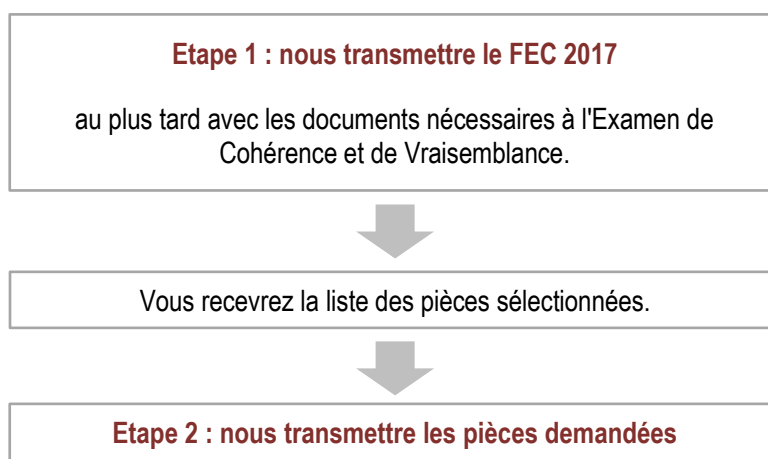 Etape 1 : nous transmettre le FEC 2017
au plus tard avec les documents nécessaires à l'Examen de
Cohérence et de Vraisemblance.
Vous recevrez la liste des pièces sélectionnées.
Etape 2 : nous transmettre les pièces demandées